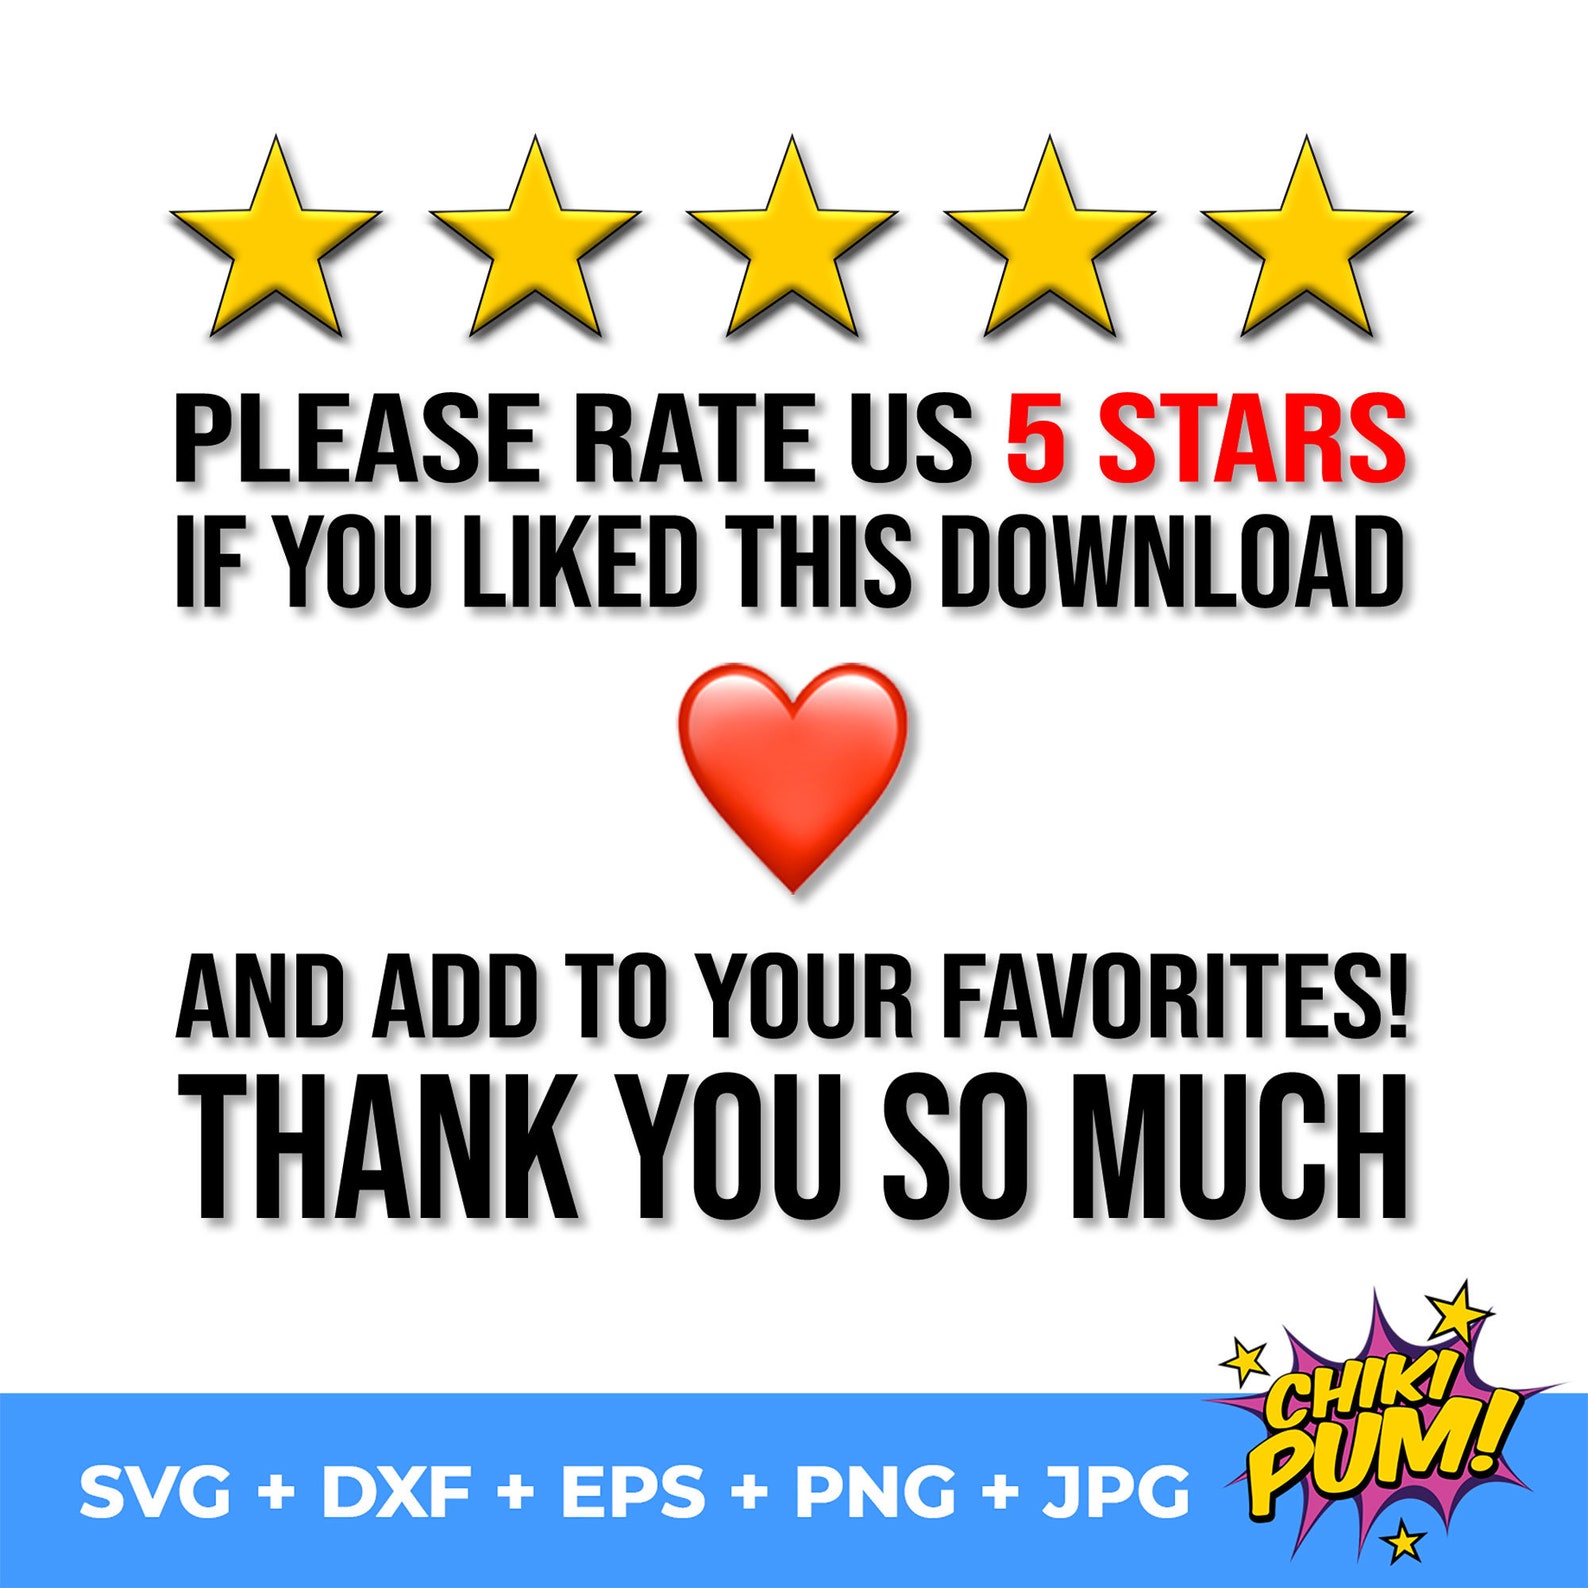 PLEASE RATE US 5 STARS
IF YOU LIKED THIS DOWNLOAD
AND ADD TO YOUR FAVORITES!
THANK YOU SO MUCH
CHIKI
PUM!
SVG + DXF + EPS + PNG + JPG